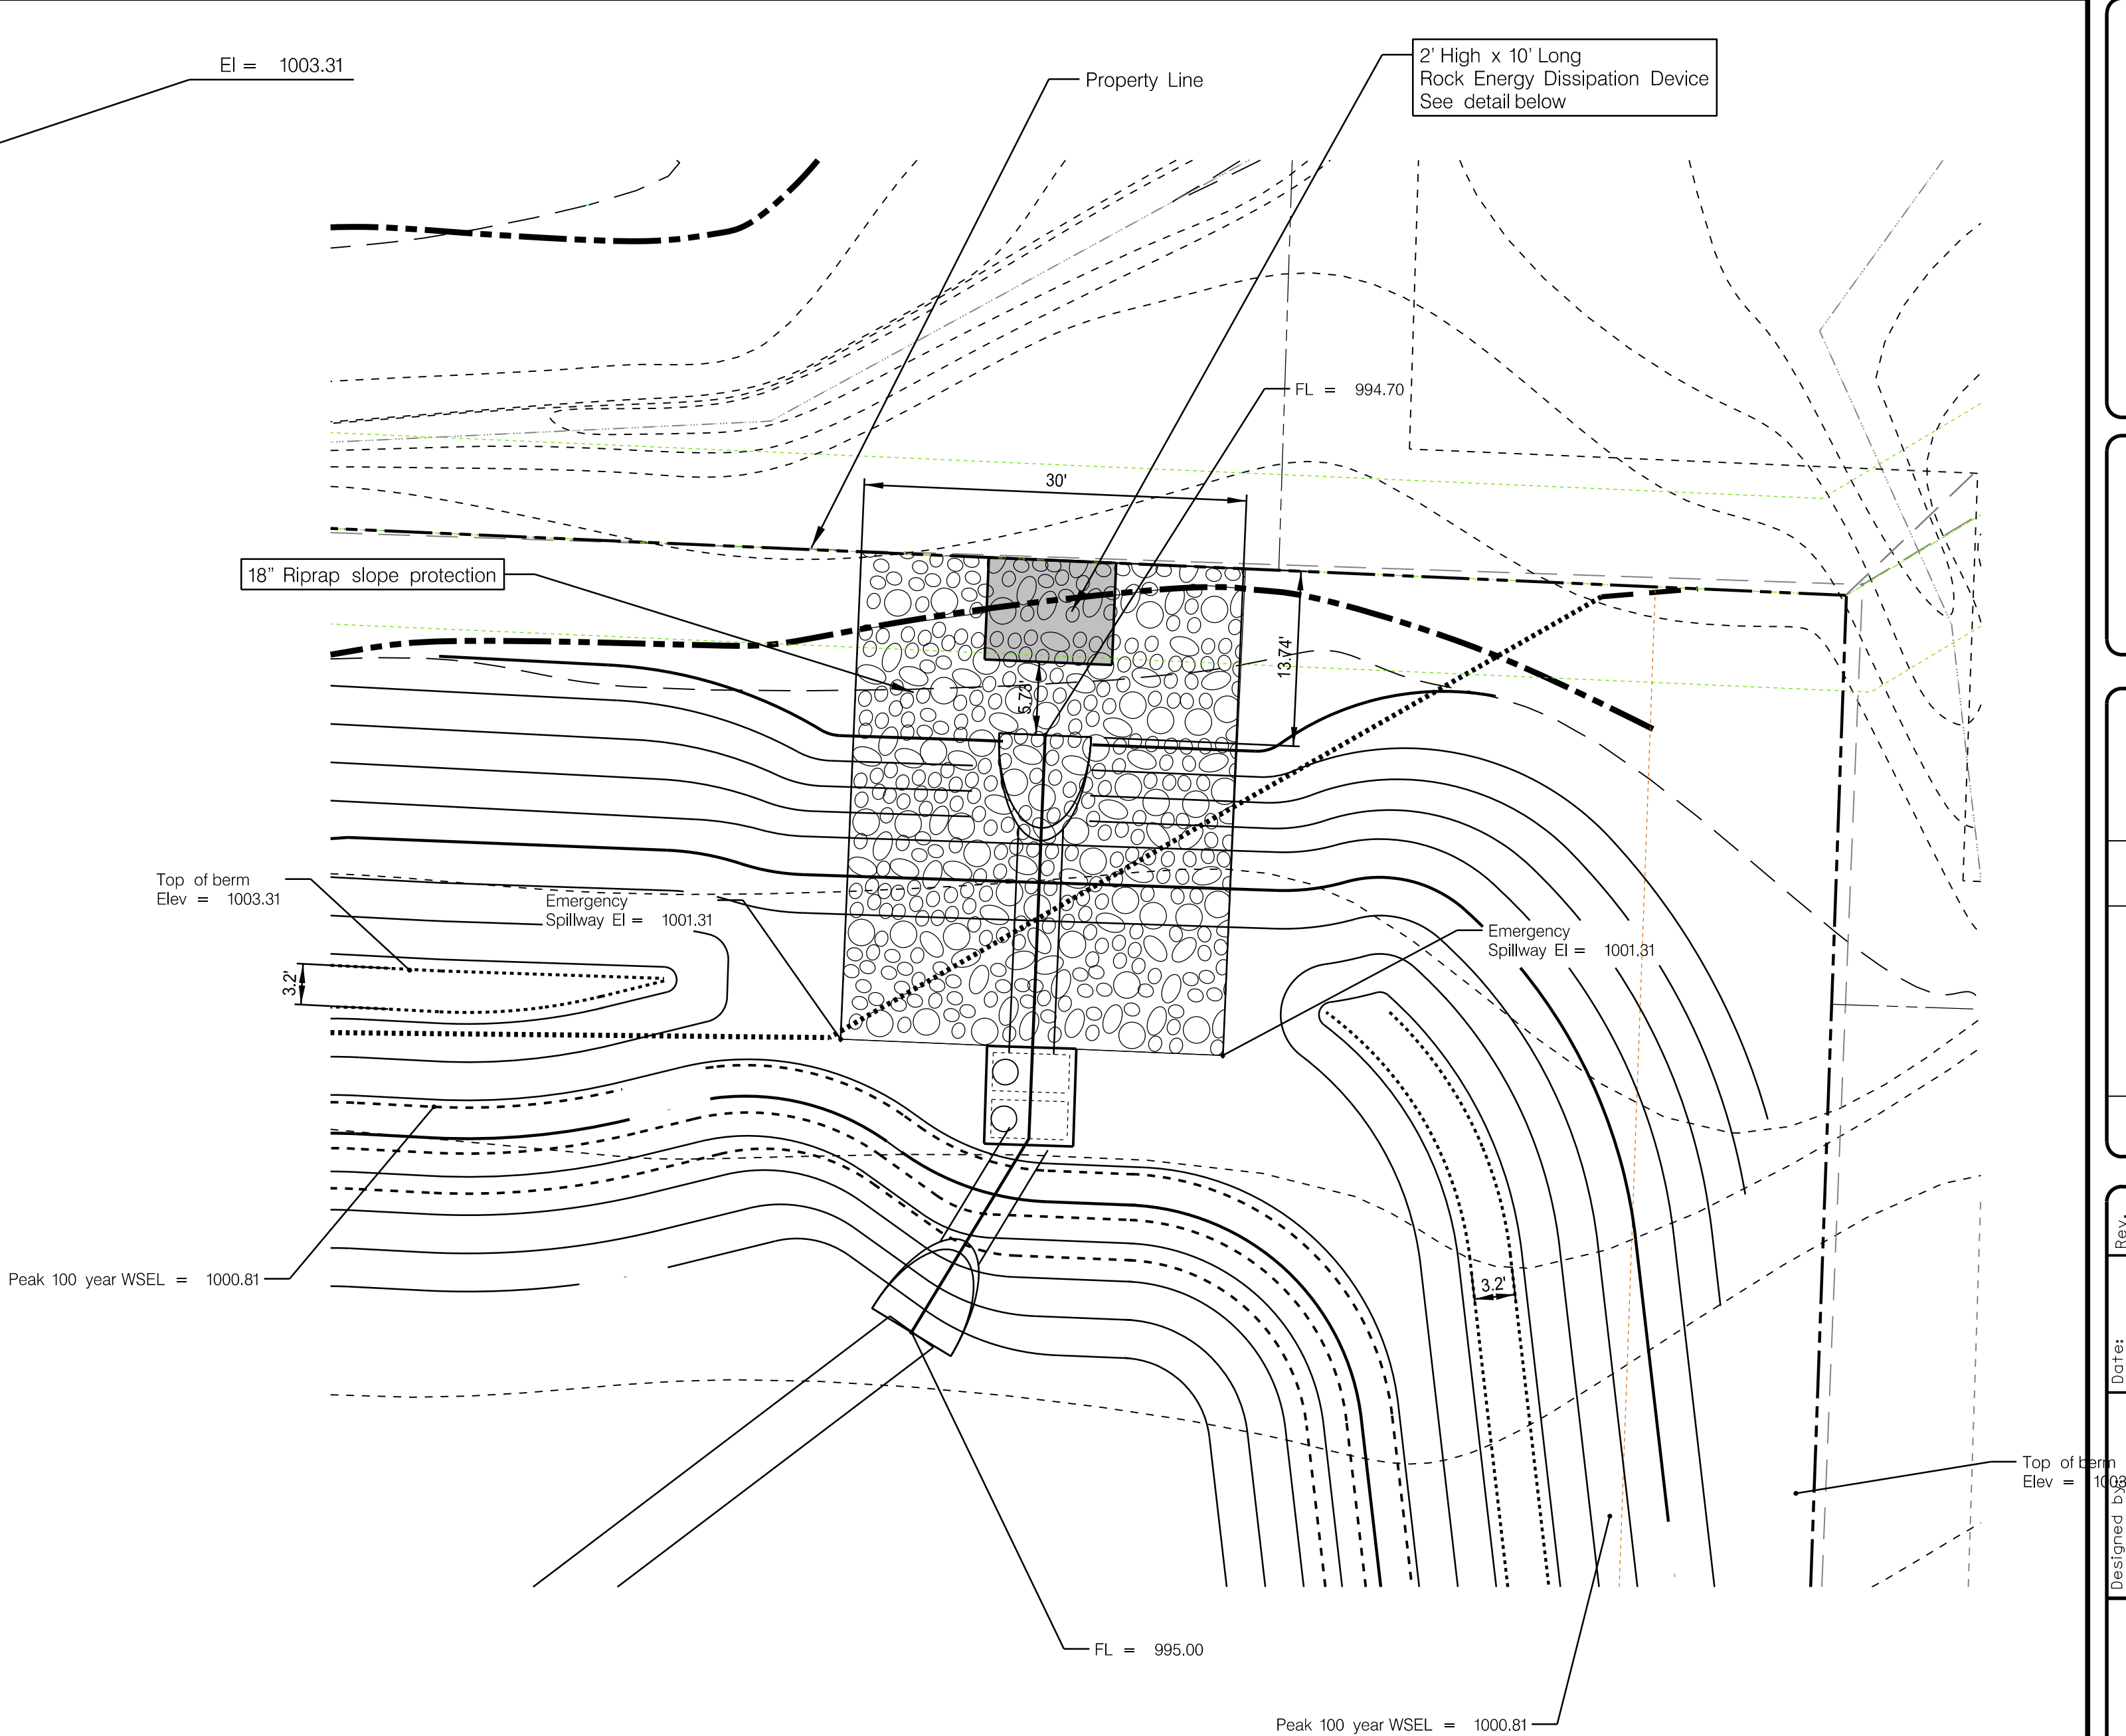 El = 1003.31
Property Line
2' High x 10' Long
Rock Energy Dissipation Device
See detail below
FL = 994.70
30'
18" Riprap slope protection
13.74'
5.73'
Top of berm
Elev = 1003.31
Emergency
Spillway El = 1001.31
Emergency
Spillway El = 1001.31
3.2'
Peak 100 year WSEL = 1000.81
3.2'
FL = 995.00
Top of berm
Elev = 1003
Peak 100 year WSEL = 1000.81
Rev.
Date:
Designed by: